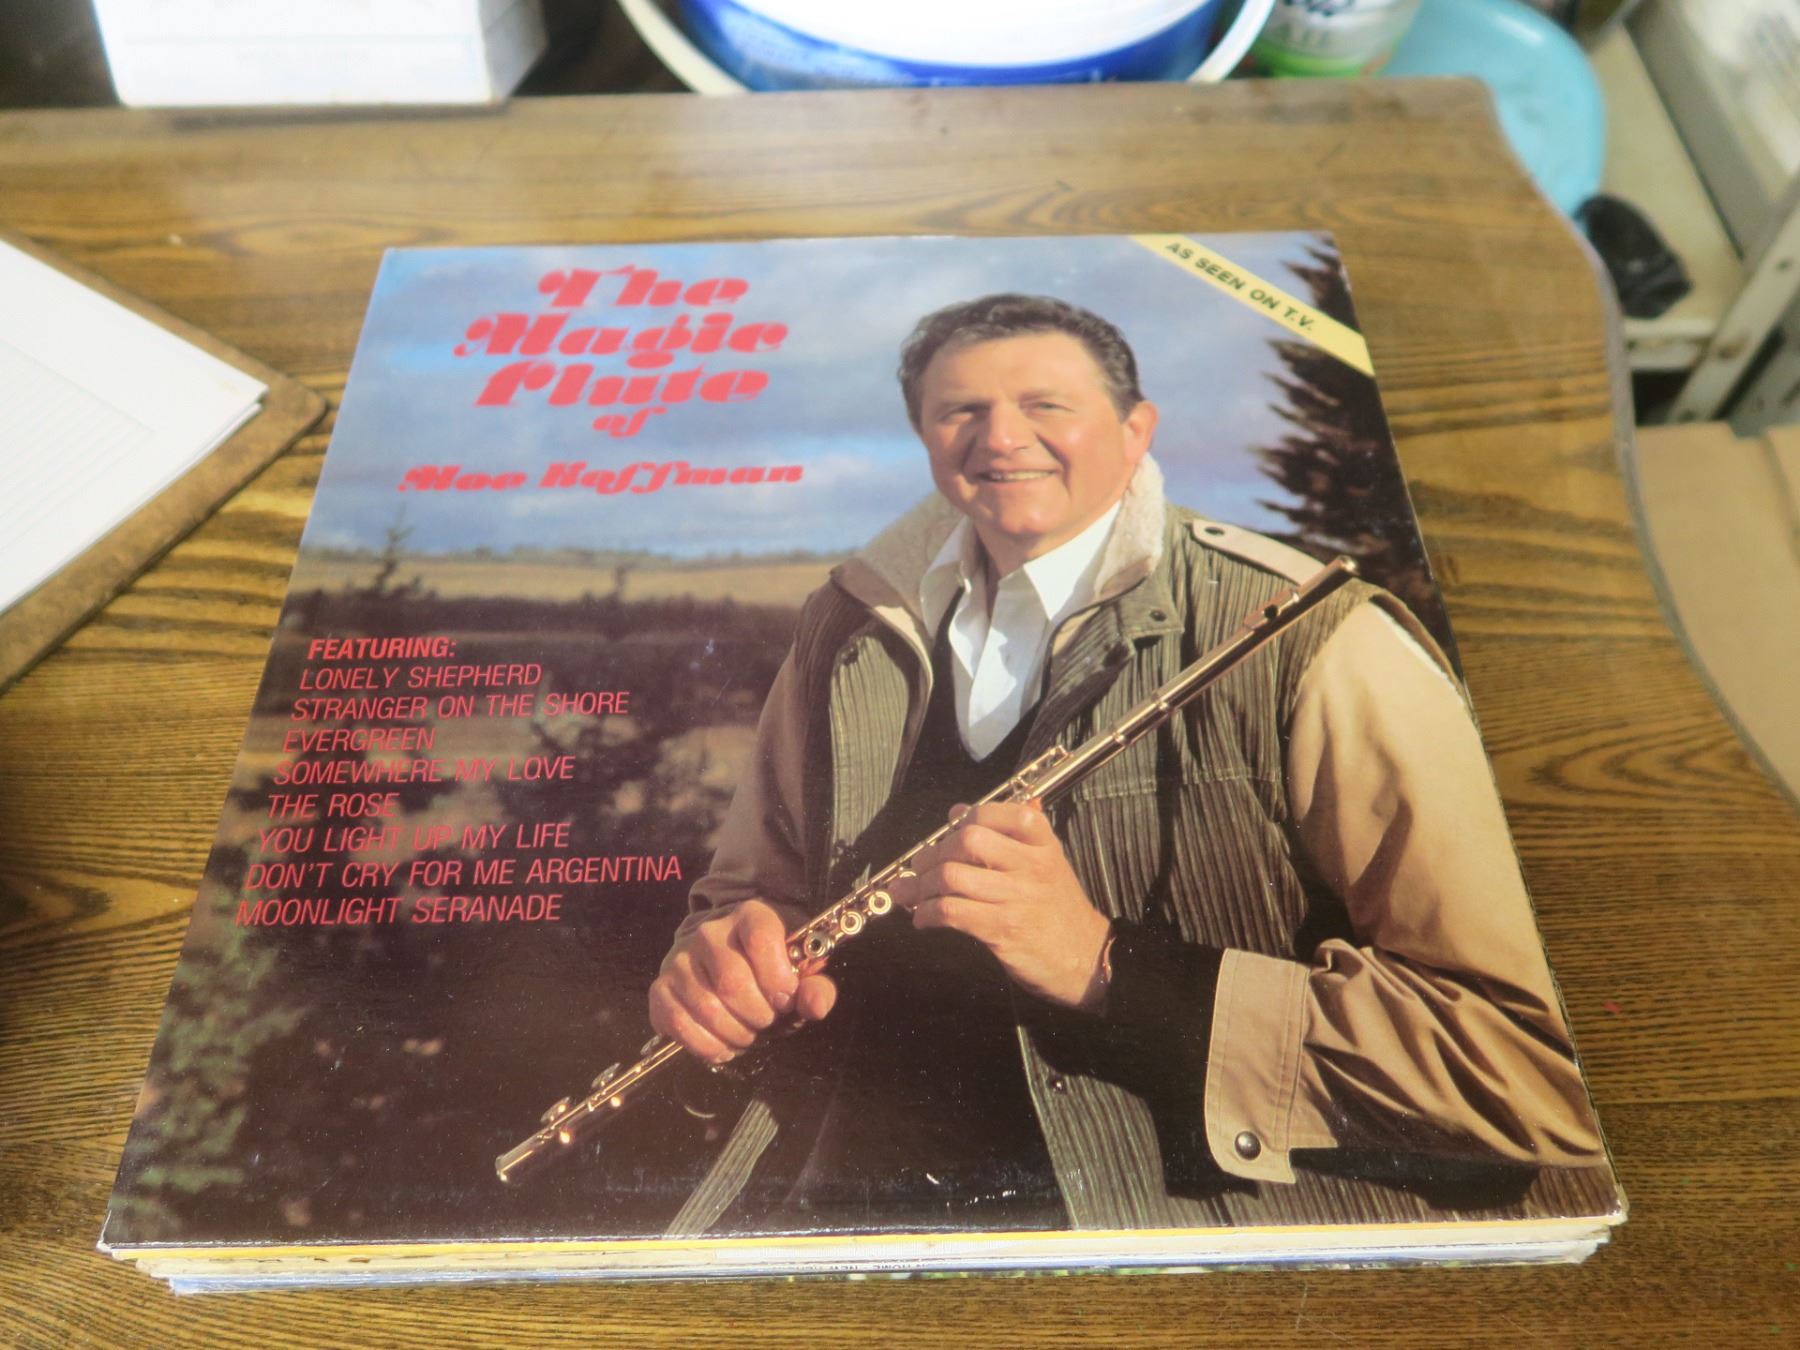 The
Magic
Flute
of
Moe Koffman
AS SEEN ON T.V.
FEATURING:
LONELY SHEPHERD
STRANGER ON THE SHORE
EVERGREEN
SOMEWHERE MY LOVE
THE ROSE
YOU LIGHT UP MY LIFE
DON'T CRY FOR ME ARGENTINA
MOONLIGHT SERANADE